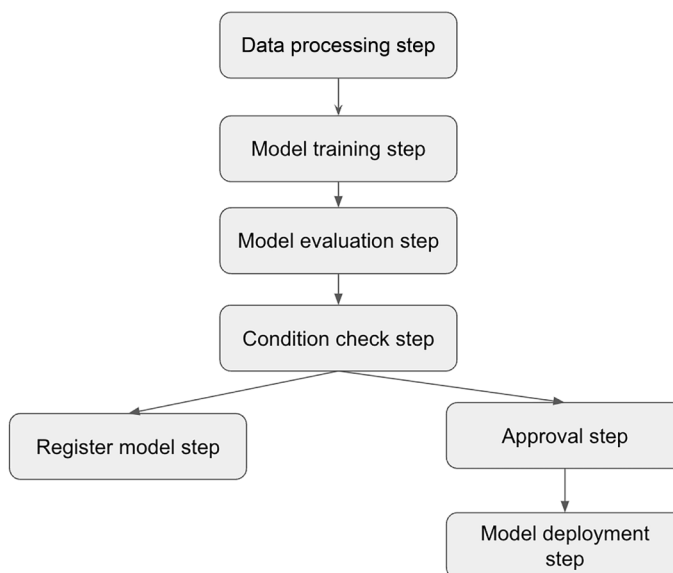 Data processing step
Model training step
Model evaluation step
Condition check step
Register model step
Approval step
Model deployment
step